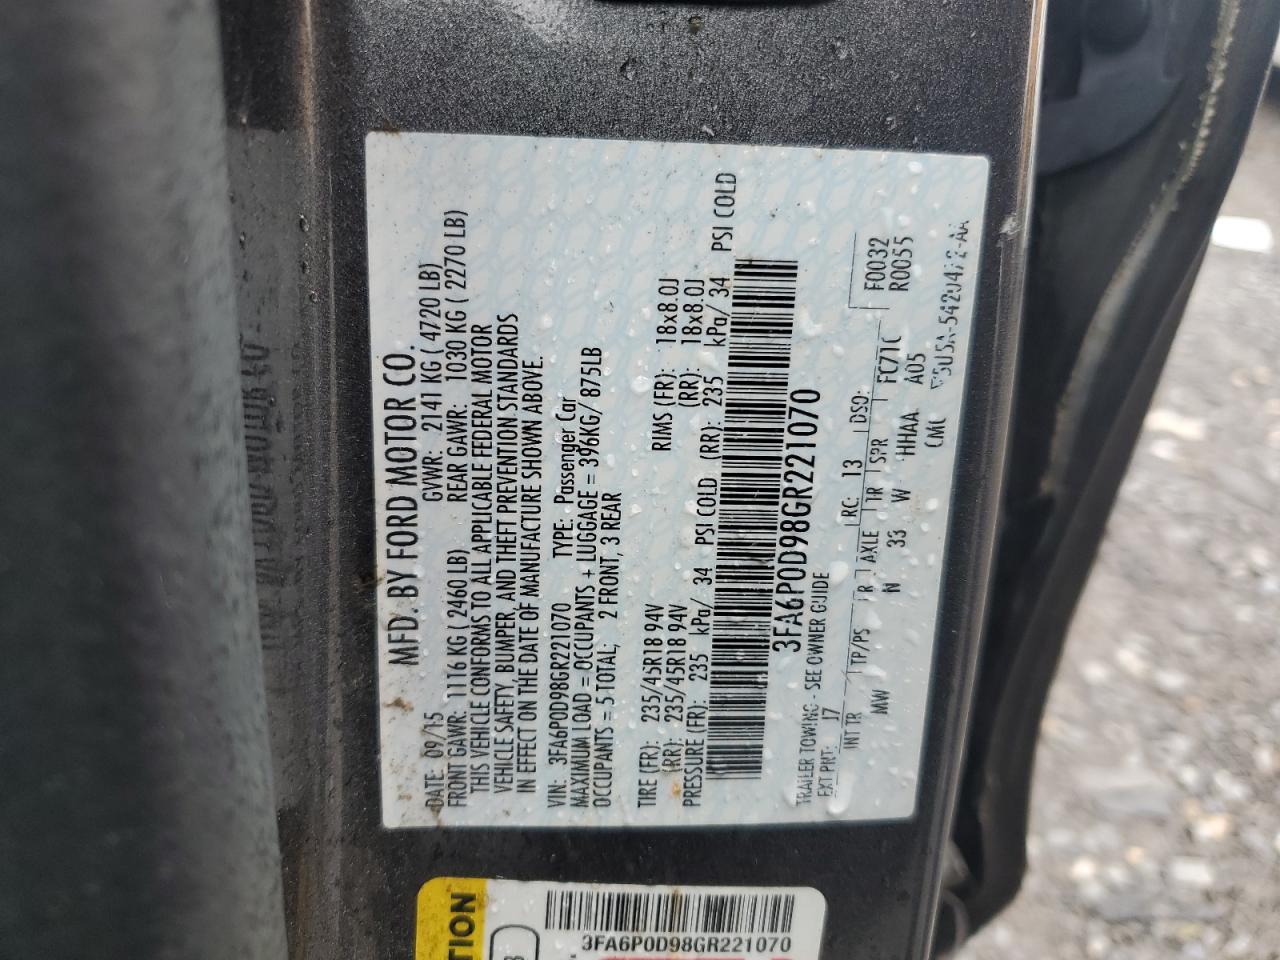 MFD. BY FORD MOTOR CO.
DATE: 09/15 GVWR: 2141 KG ( 4720 LB)
FRONT GAWR: 1116 KG ( 2460 LB) REAR GAWR: 1030 KG ( 2270 LB)
THIS VEHICLE CONFORMS TO ALL APPLICABLE FEDERAL MOTOR
VEHICLE SAFETY, BUMPER, AND THEFT PREVENTION STANDARDS
IN EFFECT ON THE DATE OF MANUFACTURE SHOWN ABOVE.
VIN: 3FA6P0D98GR221070 TYPE: Passenger Car
MAXIMUM LOAD = OCCUPANTS + LUGGAGE = 396KG/ 875LB
OCCUPANTS = 5 TOTAL; 2 FRONT, 3 REAR
TIRE (FR): 235/45R18 94V RIMS (FR): 18x8.0J
(RR): 235/45R18 94V (RR): 18x8.0J
PRESSURE (FR): 235 kPa/ 34 PSI COLD (RR): 235 kPa/ 34 PSI COLD
3FA6P0D98GR221070
TRAILER TOWING - SEE OWNER GUIDE
EXT PNT: J7 RC: 13 DSO: F0032
INT TR TP/PS R AXLE TR SPR R0055
MW N 33 W HHAA A05
CMC
TION
3FA6P0D98GR221070